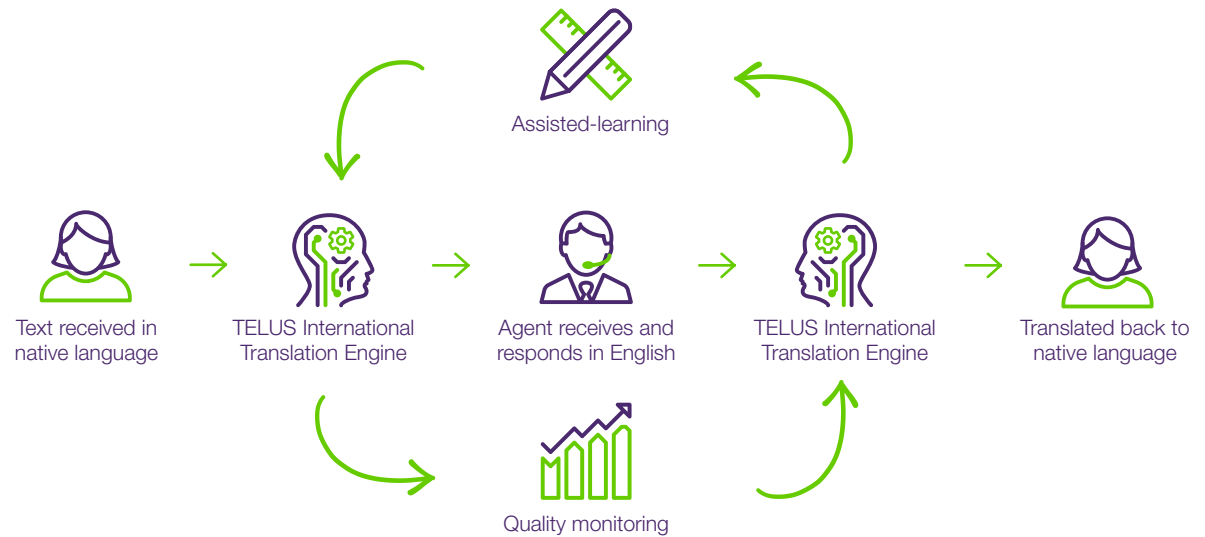 Assisted-learning
Text received in
native language
TELUS International
Translation Engine
Agent receives and
responds in English
TELUS International
Translation Engine
Translated back to
native language
Quality monitoring